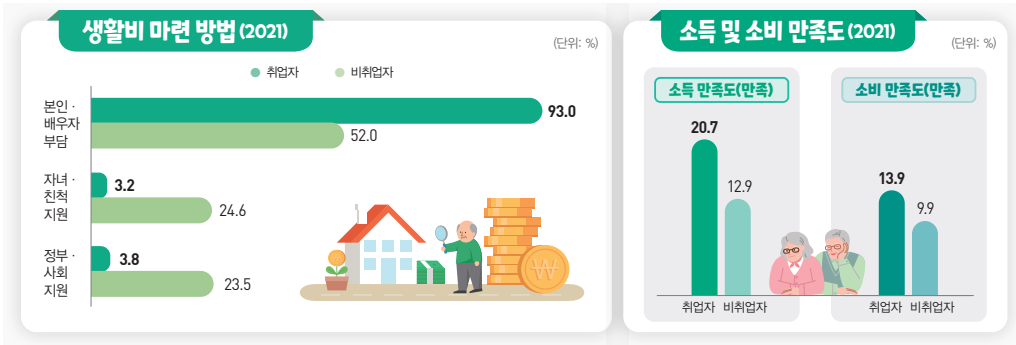 생활비 마련 방법(2021)
(단위: %)
취업자 비취업자
본인·
배우자
부담
93.0
52.0
자녀·
친척
지원
3.2
24.6
정부·
사회
지원
3.8
23.5
₩
소득 및 소비 만족도(2021)
(단위: %)
소득 만족도(만족)
20.7
12.9
취업자 비취업자
소비 만족도(만족)
13.9
9.9
취업자 비취업자